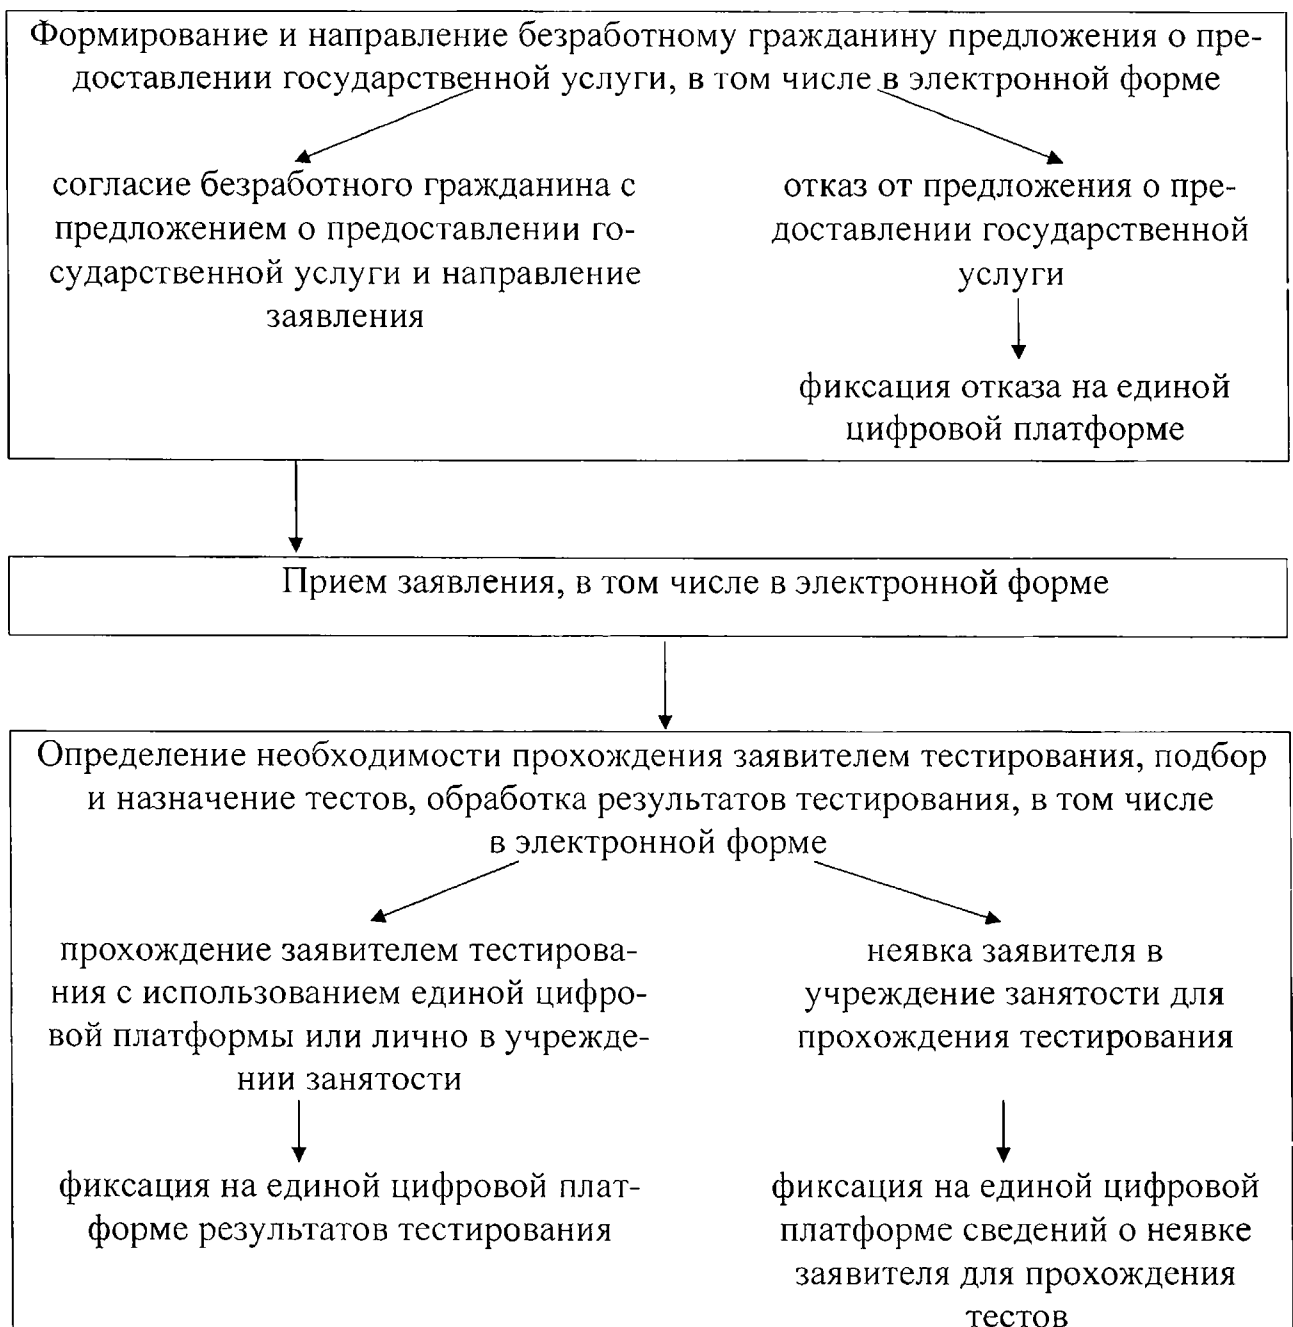 Формирование и направление безработному гражданину предложения о пре-
доставлении государственной услуги, в том числе в электронной форме
согласие безработного гражданина с
предложением о предоставлении го-
сударственной услуги и направление
заявления
отказ от предложения о пре-
доставлении государственной
услуги
фиксация отказа на единой
цифровой платформе
Прием заявления, в том числе в электронной форме
Определение необходимости прохождения заявителем тестирования, подбор
и назначение тестов, обработка результатов тестирования, в том числе
в электронной форме
прохождение заявителем тестирова-
ния с использованием единой цифро-
вой платформы или лично в учрежде-
нии занятости
фиксация на единой цифровой плат-
форме результатов тестирования
неявка заявителя в
учреждение занятости для
прохождения тестирования
фиксация на единой цифровой
платформе сведений о неявке
заявителя для прохождения
тестов